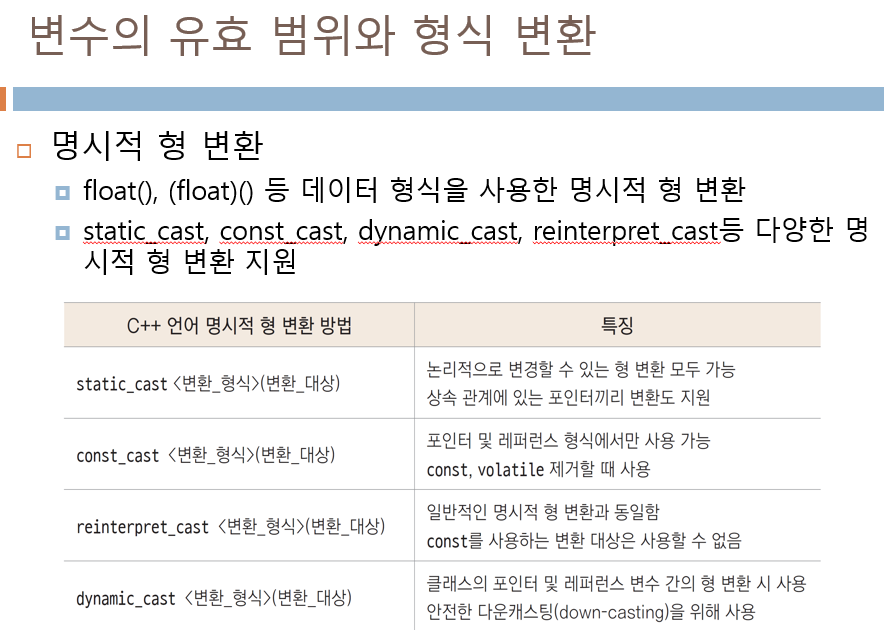 변수의 유효 범위와 형식 변환
명시적 형 변환
float(), (float)() 등 데이터 형식을 사용한 명시적 형 변환
static_cast, const_cast, dynamic_cast, reinterpret_cast등 다양한 명
시적 형 변환 지원
C++ 언어 명시적 형 변환 방법
특징
static_cast <변환_형식>(변환_대상)
논리적으로 변경할 수 있는 형 변환 모두 가능
상속 관계에 있는 포인터끼리 변환도 지원
const_cast <변환_형식>(변환_대상)
포인터 및 레퍼런스 형식에서만 사용 가능
const, volatile 제거할 때 사용
reinterpret_cast <변환_형식>(변환_대상)
일반적인 명시적 형 변환과 동일함
const를 사용하는 변환 대상은 사용할 수 없음
dynamic_cast <변환_형식>(변환_대상)
클래스의 포인터 및 레퍼런스 변수 간의 형 변환 시 사용
안전한 다운캐스팅(down-casting)을 위해 사용